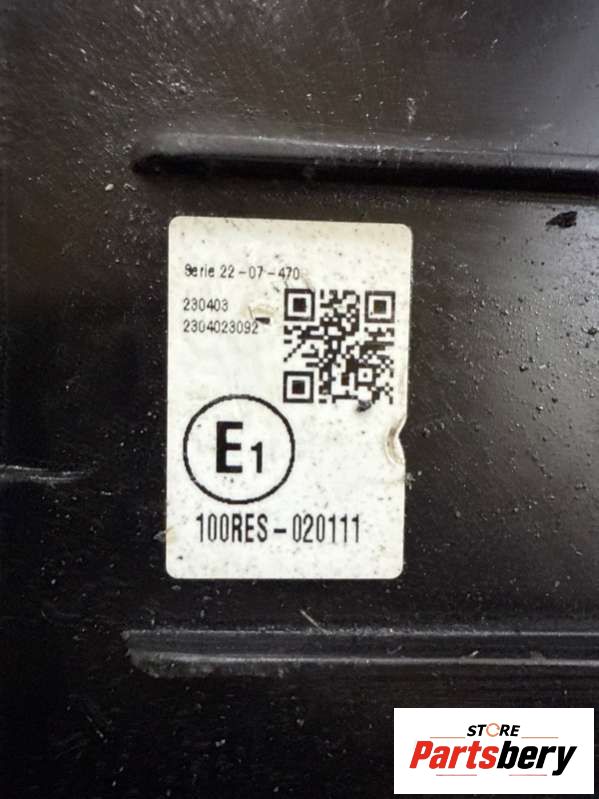 Serie 22-07-470
230403
2304023092
E1
100RES-020111
STORE
Partsbery